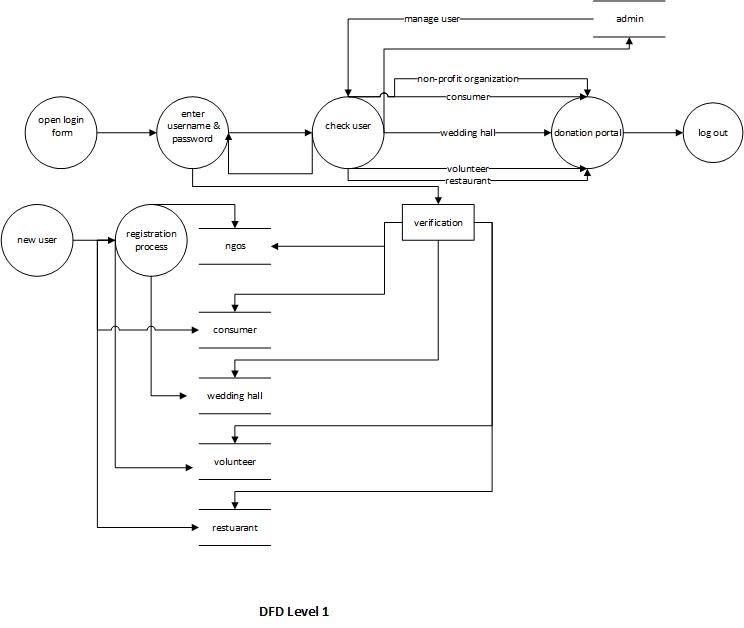 manage user
admin
non-profit organization
consumer
open login
form
enter
username &
password
check user
wedding hall
donation portal
log out
volunteer
restaurant
new user
registration
process
verification
ngos
consumer
wedding hall
volunteer
restuarant
DFD Level 1